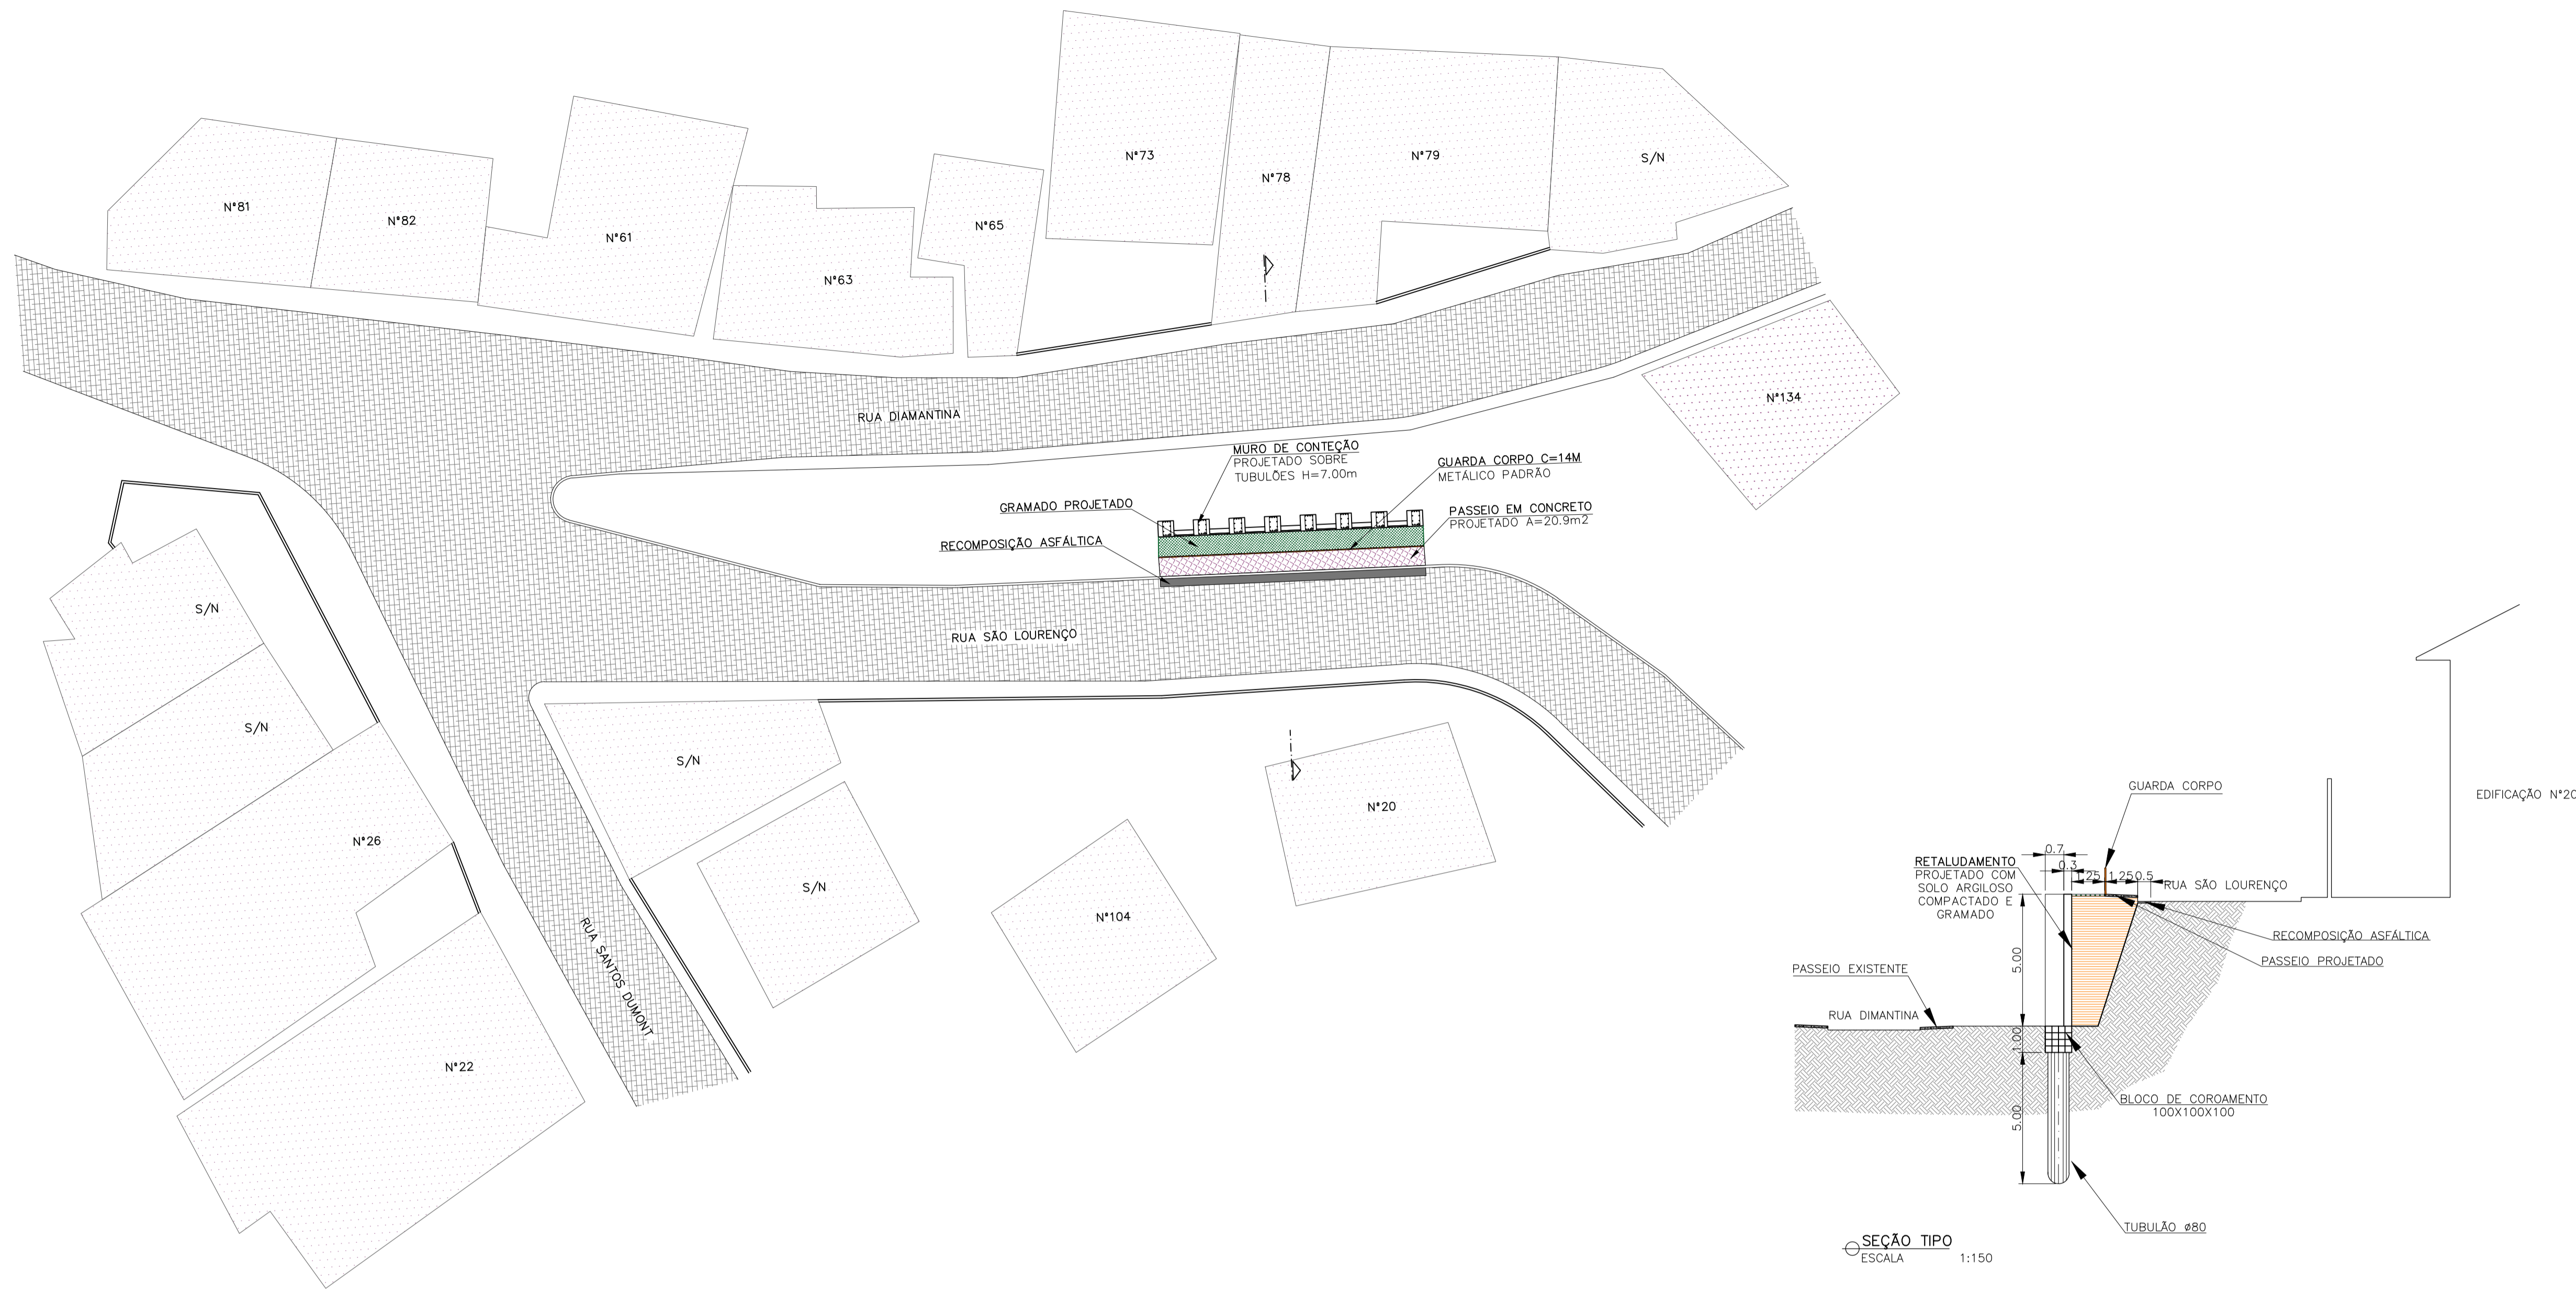 N°81
N°82
N°61
N°63
N°65
N°73
N°78
N°79
S/N
N°134
RUA DIAMANTINA
MURO DE CONTEÇÃO
PROJETADO SOBRE
TUBULÕES H=7.00m
GUARDA CORPO C=14M
METÁLICO PADRÃO
GRAMADO PROJETADO
PASSEIO EM CONCRETO
PROJETADO A=20.9m2
RECOMPOSIÇÃO ASFÁLTICA
RUA SÃO LOURENÇO
S/N
S/N
N°26
N°22
RUA SANTOS DUMONT
S/N
S/N
N°104
N°20
GUARDA CORPO
EDIFICAÇÃO N°20
0.7
0.3
1.25
1.25
0.5
RUA SÃO LOURENÇO
RETALUDAMENTO
PROJETADO COM
SOLO ARGILOSO
COMPACTADO E
GRAMADO
RECOMPOSIÇÃO ASFÁLTICA
PASSEIO PROJETADO
5.00
PASSEIO EXISTENTE
RUA DIMANTINA
1.00
BLOCO DE COROAMENTO
100X100X100
5.00
TUBULÃO ø80
SEÇÃO TIPO
ESCALA 1:150